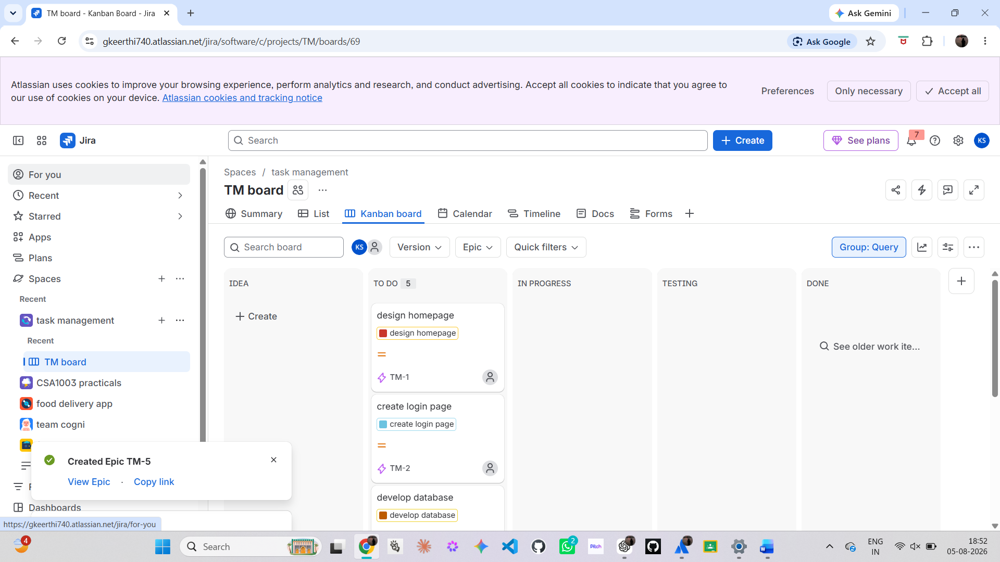 TM board - Kanban Board - Jira
Ask Gemini
gkeerthi740.atlassian.net/jira/software/c/projects/TM/boards/69
Ask Google
Atlassian uses cookies to improve your browsing experience, perform analytics and research, and conduct advertising. Accept all cookies to indicate that you agree to
our use of cookies on your device. Atlassian cookies and tracking notice
Preferences
Only necessary
Accept all
Jira
Search
Create
See plans
7
KS
For you
Recent
Starred
Apps
Plans
Spaces
Recent
task management
Recent
TM board
CSA1003 practicals
food delivery app
team cogni
Dashboards
Spaces / task management
TM board
Summary
List
Kanban board
Calendar
Timeline
Docs
Forms
Search board
KS
Version
Epic
Quick filters
Group: Query
IDEA
Create
TO DO 5
design homepage
design homepage
TM-1
create login page
create login page
TM-2
develop database
develop database
IN PROGRESS
TESTING
DONE
See older work ite...
Created Epic TM-5
View Epic · Copy link
https://gkeerthi740.atlassian.net/jira/for-you
4
Search
2
Pitch
W
ENG
IN
18:52
05-08-2026